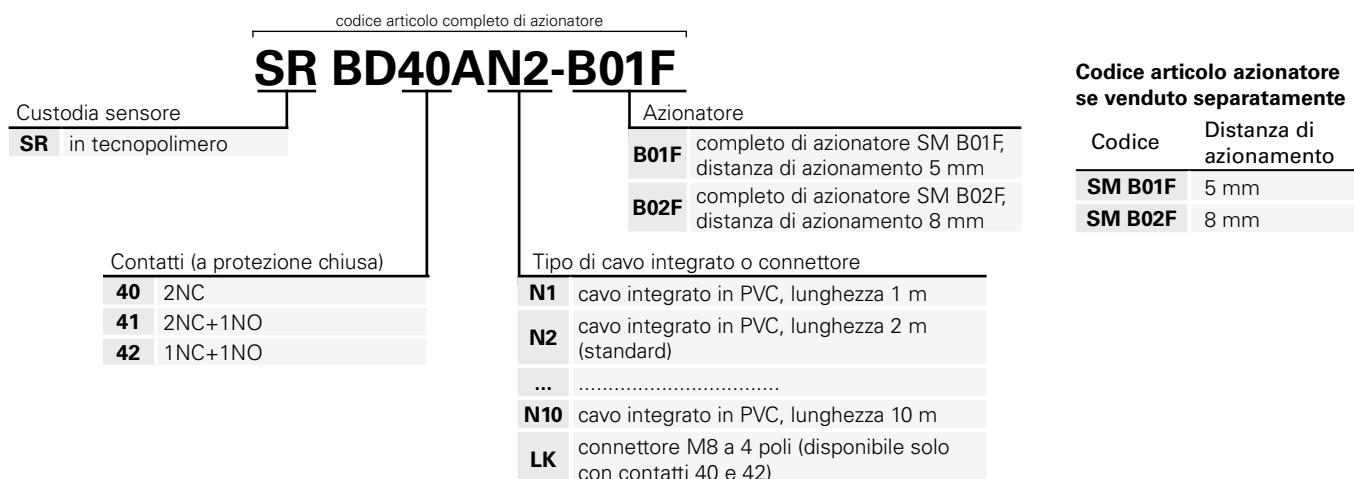 codice articolo completo di azionatore
SR BD40AN2-B01F
Custodia sensore
SR in tecnopolimero
Azionatore
B01F completo di azionatore SM B01F,
distanza di azionamento 5 mm
B02F completo di azionatore SM B02F,
distanza di azionamento 8 mm
Codice articolo azionatore
se venduto separatamente
Codice Distanza di
azionamento
SM B01F 5 mm
SM B02F 8 mm
Contatti (a protezione chiusa)
40 2NC
41 2NC+1NO
42 1NC+1NO
Tipo di cavo integrato o connettore
N1 cavo integrato in PVC, lunghezza 1 m
N2 cavo integrato in PVC, lunghezza 2 m
(standard)
... ..................................
N10 cavo integrato in PVC, lunghezza 10 m
LK connettore M8 a 4 poli (disponibile solo
con contatti 40 e 42)